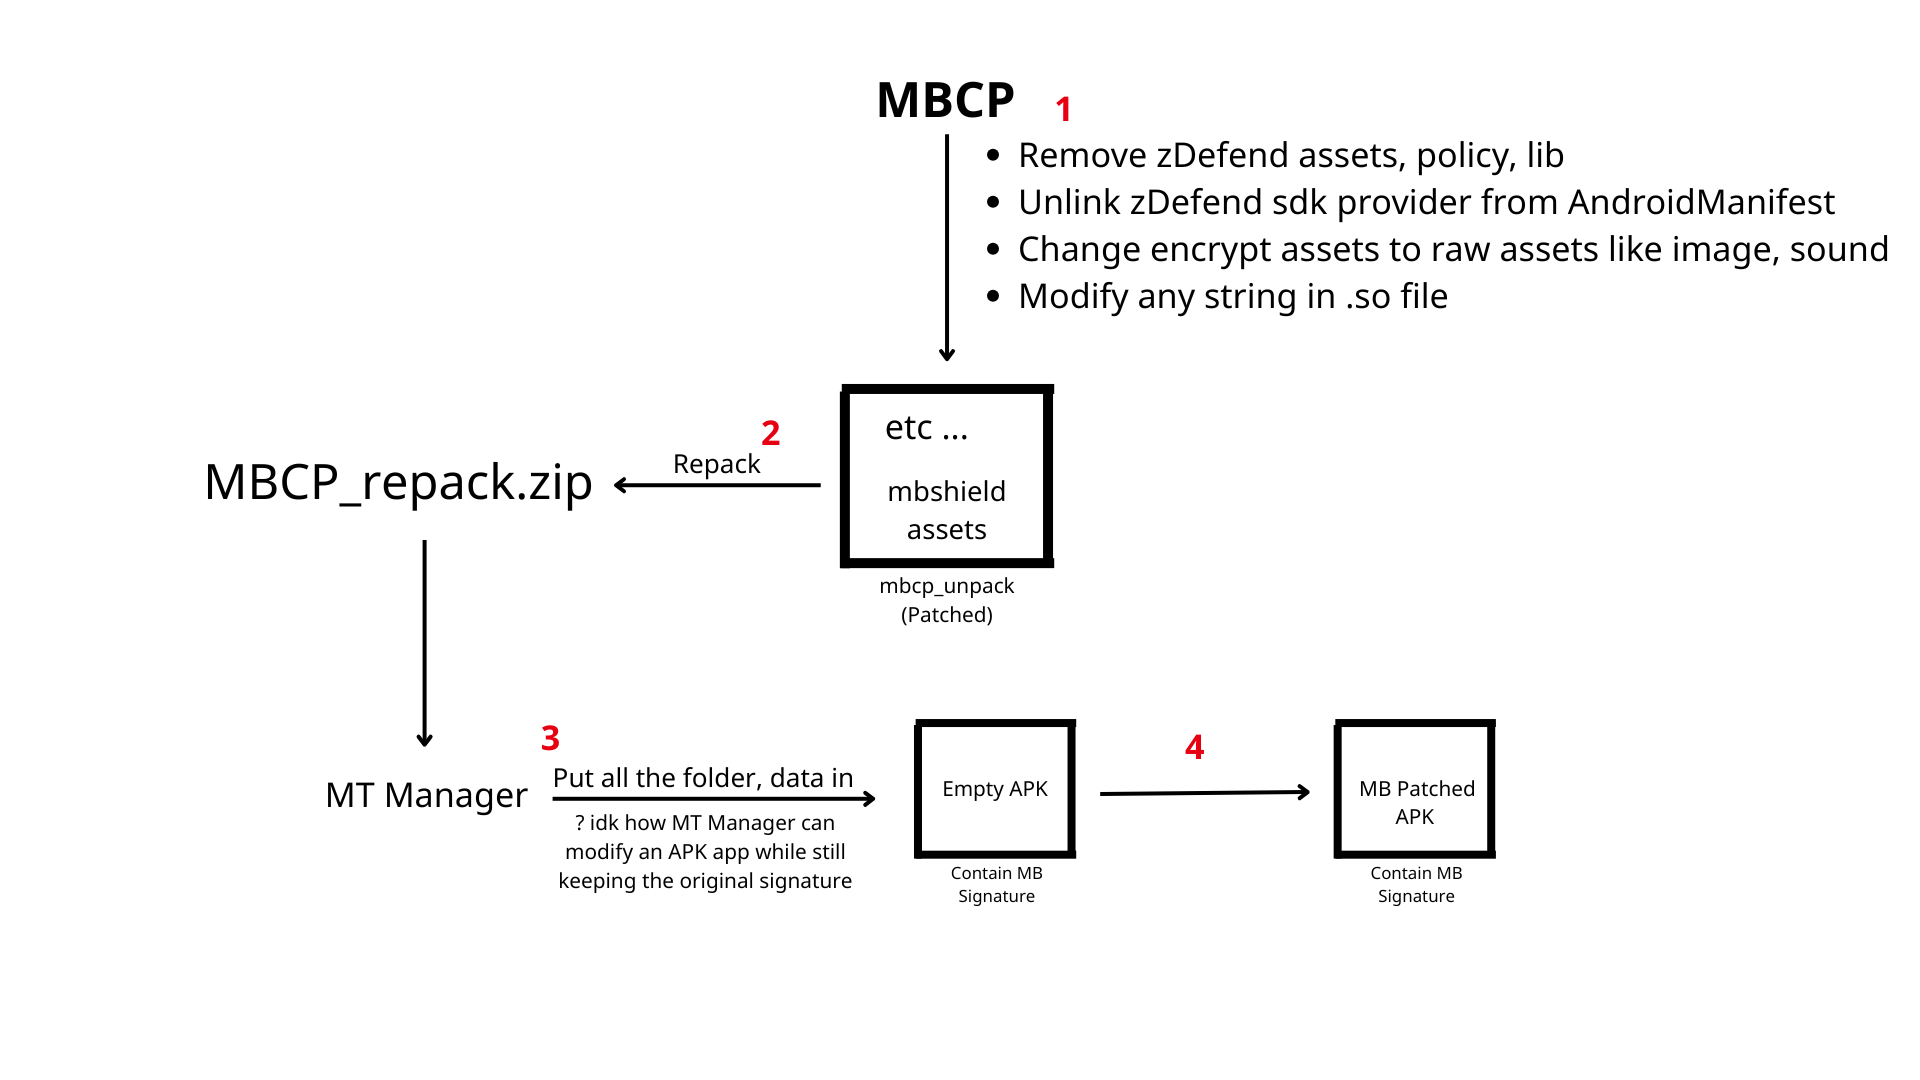 MBCP
1
• Remove zDefend assets, policy, lib
• Unlink zDefend sdk provider from AndroidManifest
• Change encrypt assets to raw assets like image, sound
• Modify any string in .so file
etc ...
mbshield
assets
mbcp_unpack
(Patched)
2
Repack
MBCP_repack.zip
MT Manager
3
Put all the folder, data in
? idk how MT Manager can
modify an APK app while still
keeping the original signature
Empty APK
Contain MB
Signature
4
MB Patched
APK
Contain MB
Signature